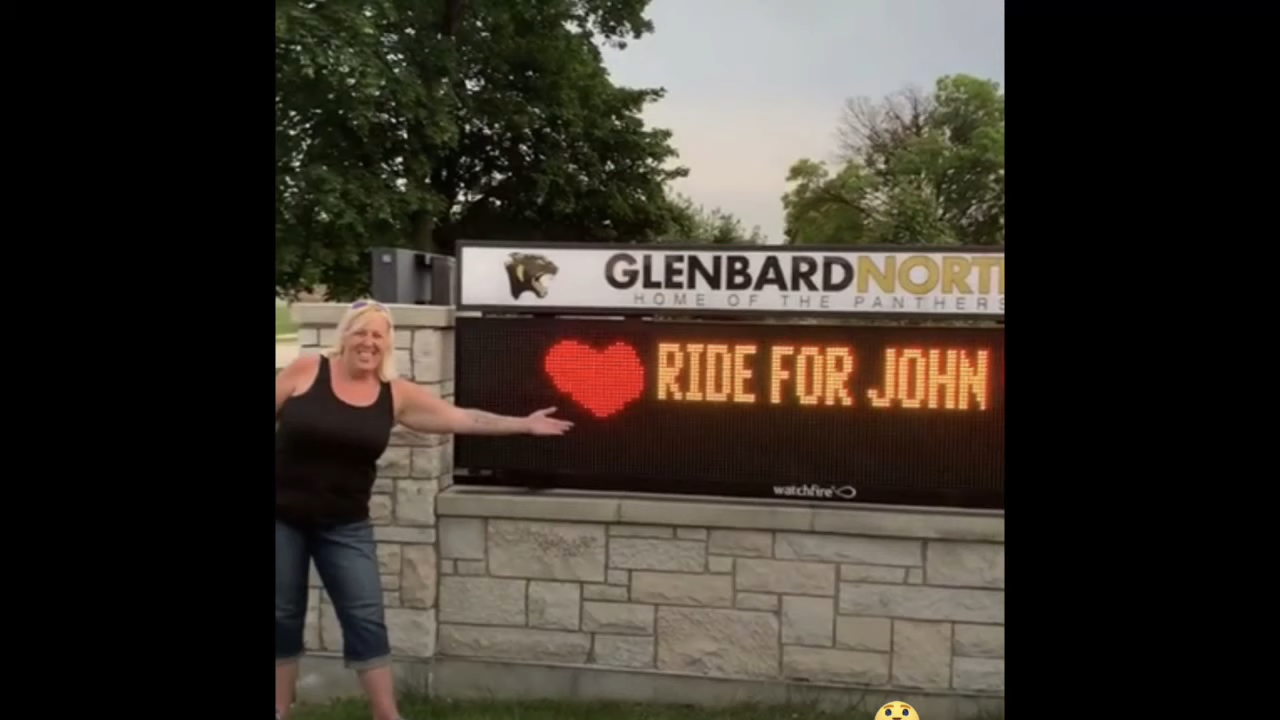 GLENBARDNORT
HOME OF THE PANTHERS
RIDE FOR JOHN
watchfire